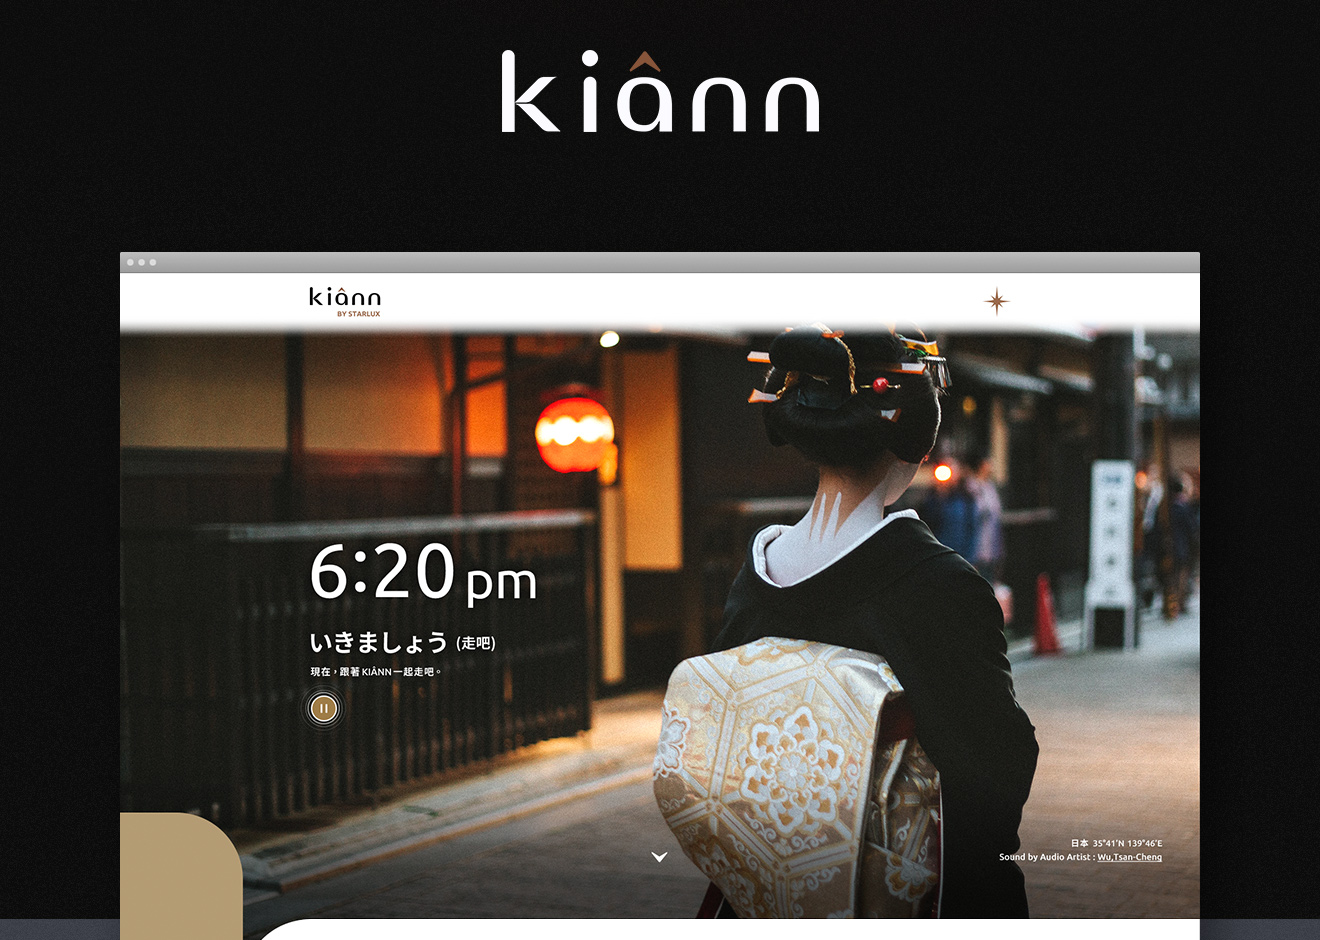 kiânn
kiânn
BY STARLUX
6:20 pm
いきましょう (走吧)
現在，跟著 KIÂNN 一起走吧。
日本 35°41'N 139°46'E
Sound by Audio Artist : Wu,Tsan-Cheng